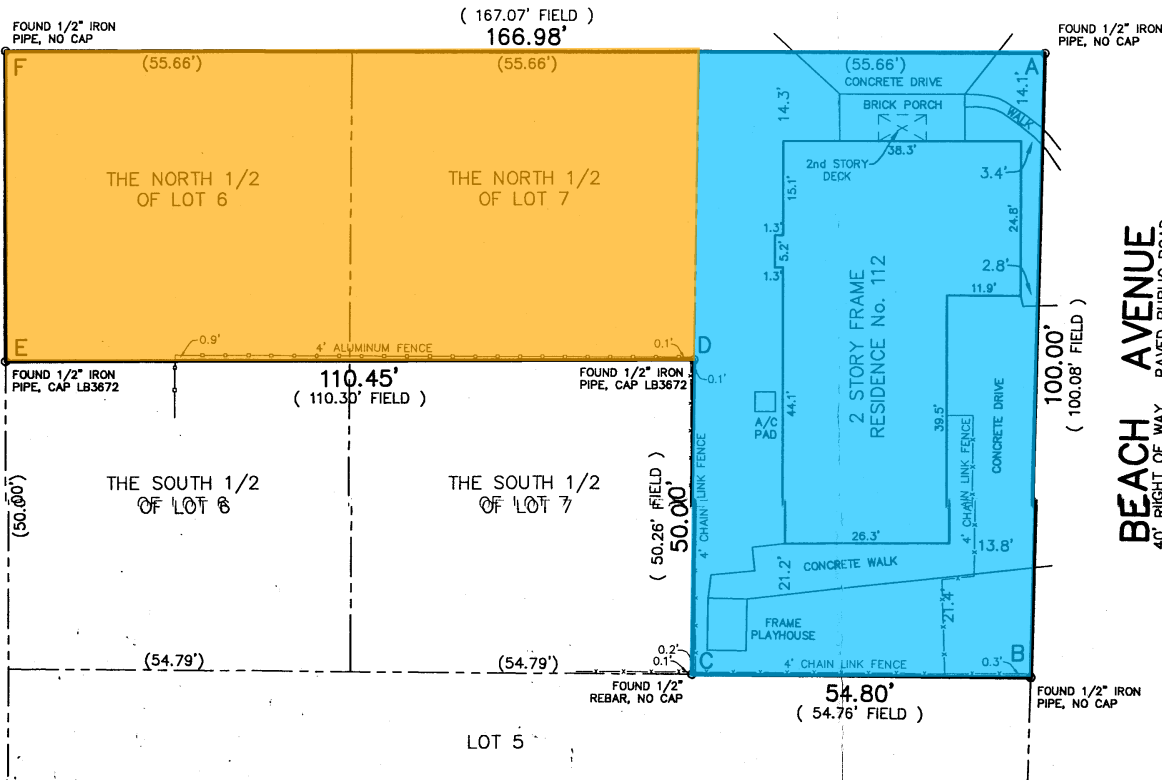 ( 167.07' FIELD )
166.98'
FOUND 1/2" IRON
PIPE, NO CAP
FOUND 1/2" IRON
PIPE, NO CAP
F
(55.66')
(55.66')
(55.66')
A
CONCRETE DRIVE
14.3'
14.1'
BRICK PORCH
WALK
38.3'
2nd STORY
DECK
3.4'
THE NORTH 1/2
OF LOT 6
THE NORTH 1/2
OF LOT 7
15.1'
24.8'
1.3'
5.2'
1.3'
2.8'
11.9'
2 STORY FRAME
RESIDENCE No. 112
BEACH AVENUE
40' RIGHT OF WAY PAVED PUBLIC ROAD
100.00'
( 100.08' FIELD )
E
0.9'
4' ALUMINUM FENCE
0.1'
D
FOUND 1/2" IRON
PIPE, CAP LB3672
110.45'
( 110.30' FIELD )
FOUND 1/2" IRON
PIPE, CAP LB3672
0.1'
A/C
PAD
44.1'
39.5'
4' CHAIN LINK FENCE
CONCRETE DRIVE
THE SOUTH 1/2
OF LOT 6
THE SOUTH 1/2
OF LOT 7
(50.00')
( 50.26' FIELD )
50.00'
4' CHAIN LINK FENCE
26.3'
13.8'
CONCRETE WALK
21.2'
21.4'
FRAME
PLAYHOUSE
(54.79')
(54.79')
0.2'
0.1'
C
4' CHAIN LINK FENCE
0.3'
B
FOUND 1/2"
REBAR, NO CAP
54.80'
( 54.76' FIELD )
FOUND 1/2" IRON
PIPE, NO CAP
LOT 5